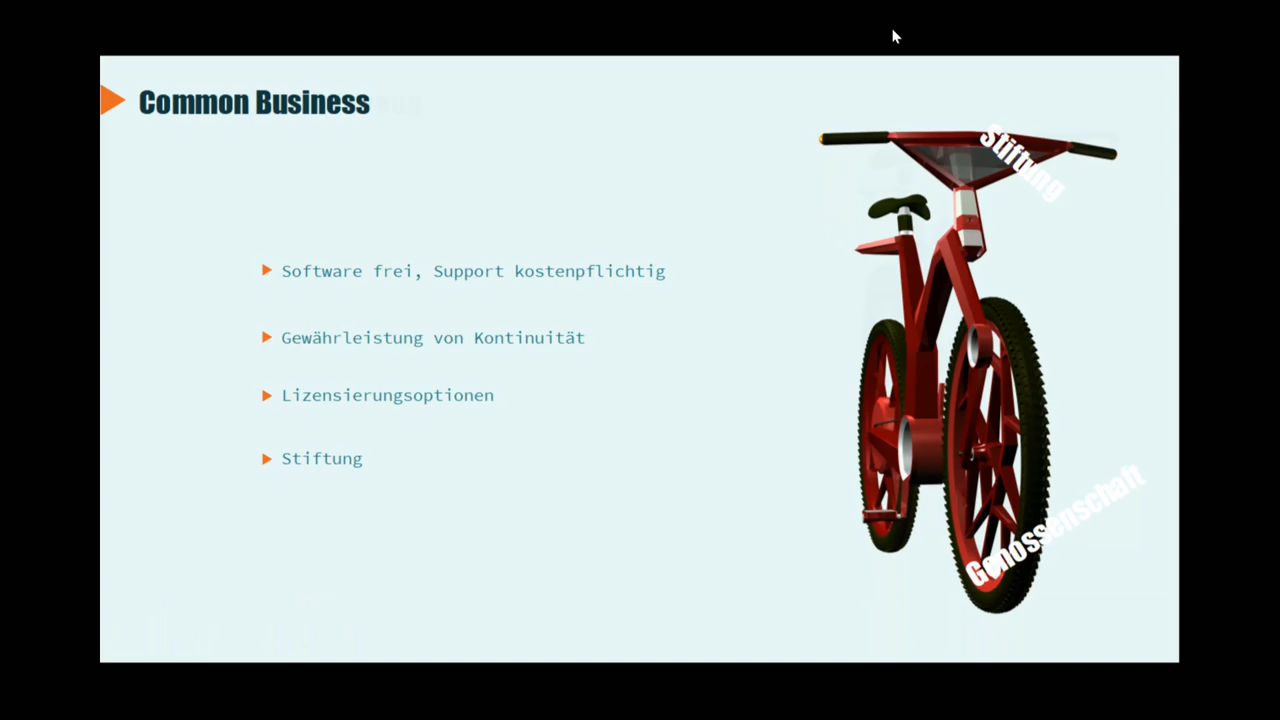 Common Business
Stiftung
Software frei, Support kostenpflichtig
Gewährleistung von Kontinuität
Lizensierungsoptionen
Stiftung
Genossenschaft